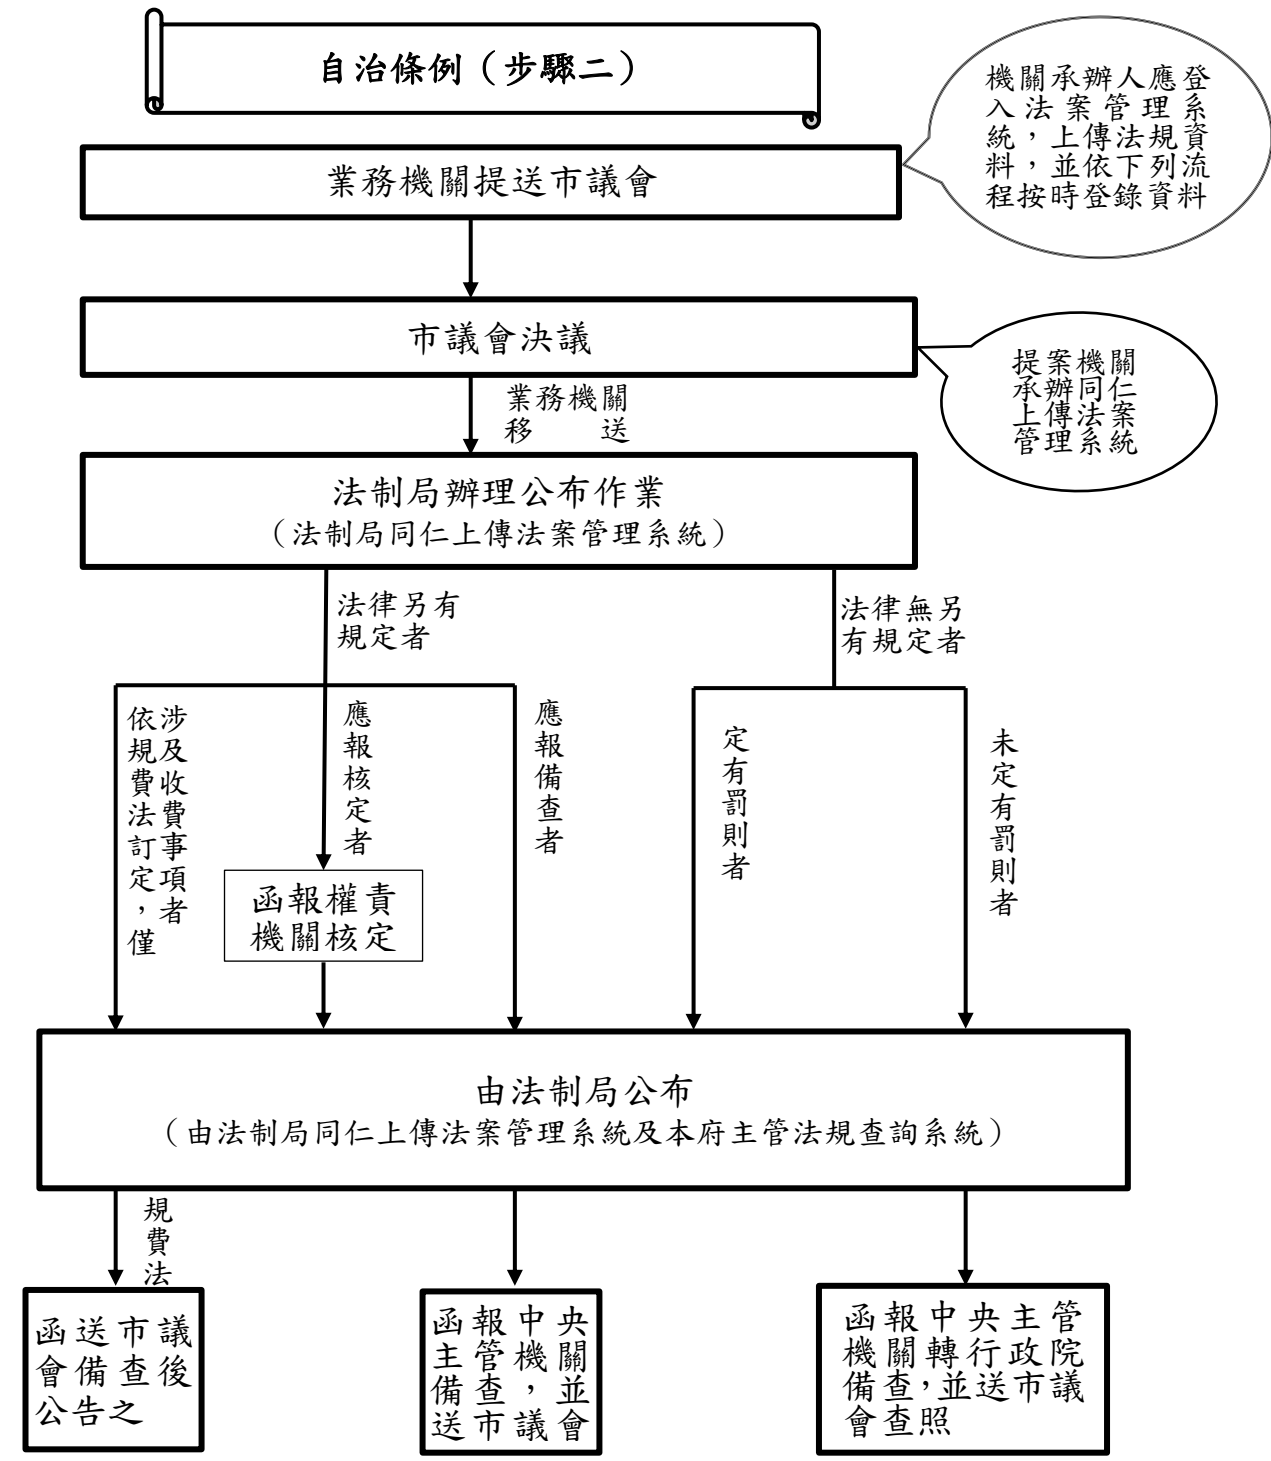 自治條例（步驟二）
機關承辦人應登
入法案管理系
統，上傳法規資
料，並依下列流
程按時登錄資料
業務機關提送市議會
市議會決議
提案機關
承辦同仁
上傳法案
管理系統
業務機關
移送
法制局辦理公布作業
（法制局同仁上傳法案管理系統）
法律另有
規定者
法律無另
有規定者
涉及收費事項者
依規費法訂定，僅
應報核定者
應報備查者
定有罰則者
未定有罰則者
函報權責
機關核定
由法制局公布
（由法制局同仁上傳法案管理系統及本府主管法規查詢系統）
規費法
函送市議
會備查後
公告之
函報中央
主管機關
備查，並
送市議會
函報中央主管
機關轉行政院
備查，並送市議
會查照